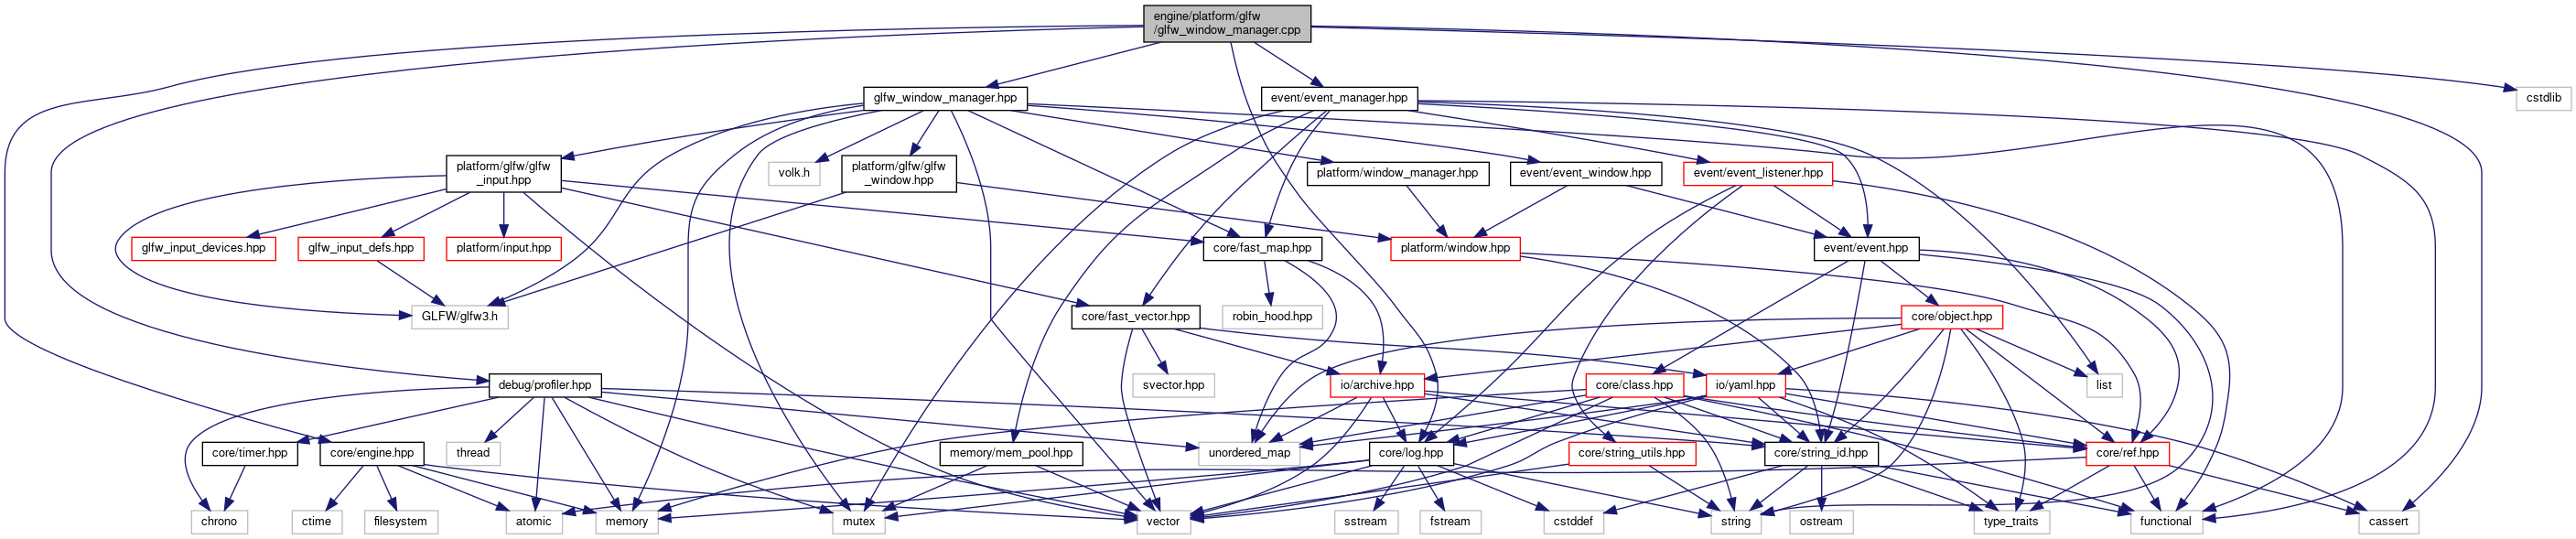 engine/platform/glfw
/glfw_window_manager.cpp
cstdlib
glfw_window_manager.hpp
event/event_manager.hpp
platform/glfw/glfw
_input.hpp
volk.h
platform/glfw/glfw
_window.hpp
platform/window_manager.hpp
event/event_window.hpp
event/event_listener.hpp
glfw_input_devices.hpp
glfw_input_defs.hpp
platform/input.hpp
core/fast_map.hpp
platform/window.hpp
event/event.hpp
GLFW/glfw3.h
core/fast_vector.hpp
robin_hood.hpp
core/object.hpp
debug/profiler.hpp
svector.hpp
io/archive.hpp
core/class.hpp
io/yaml.hpp
list
core/timer.hpp
core/engine.hpp
thread
memory/mem_pool.hpp
unordered_map
core/log.hpp
core/string_utils.hpp
core/string_id.hpp
core/ref.hpp
chrono
ctime
filesystem
atomic
memory
mutex
vector
sstream
fstream
cstddef
string
ostream
type_traits
functional
cassert